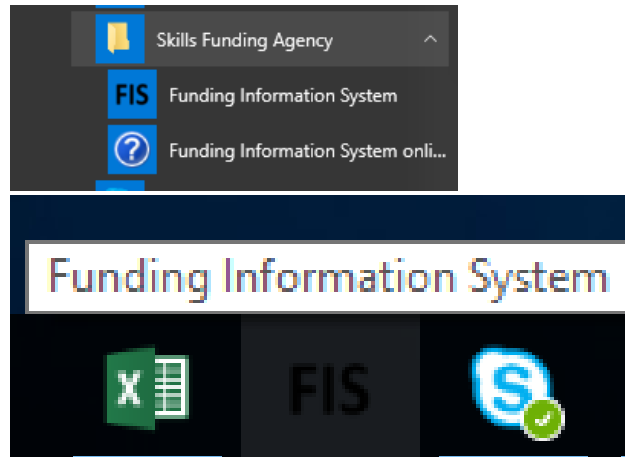 Skills Funding Agency
FIS Funding Information System
? Funding Information System onli...
Funding Information System
X FIS S